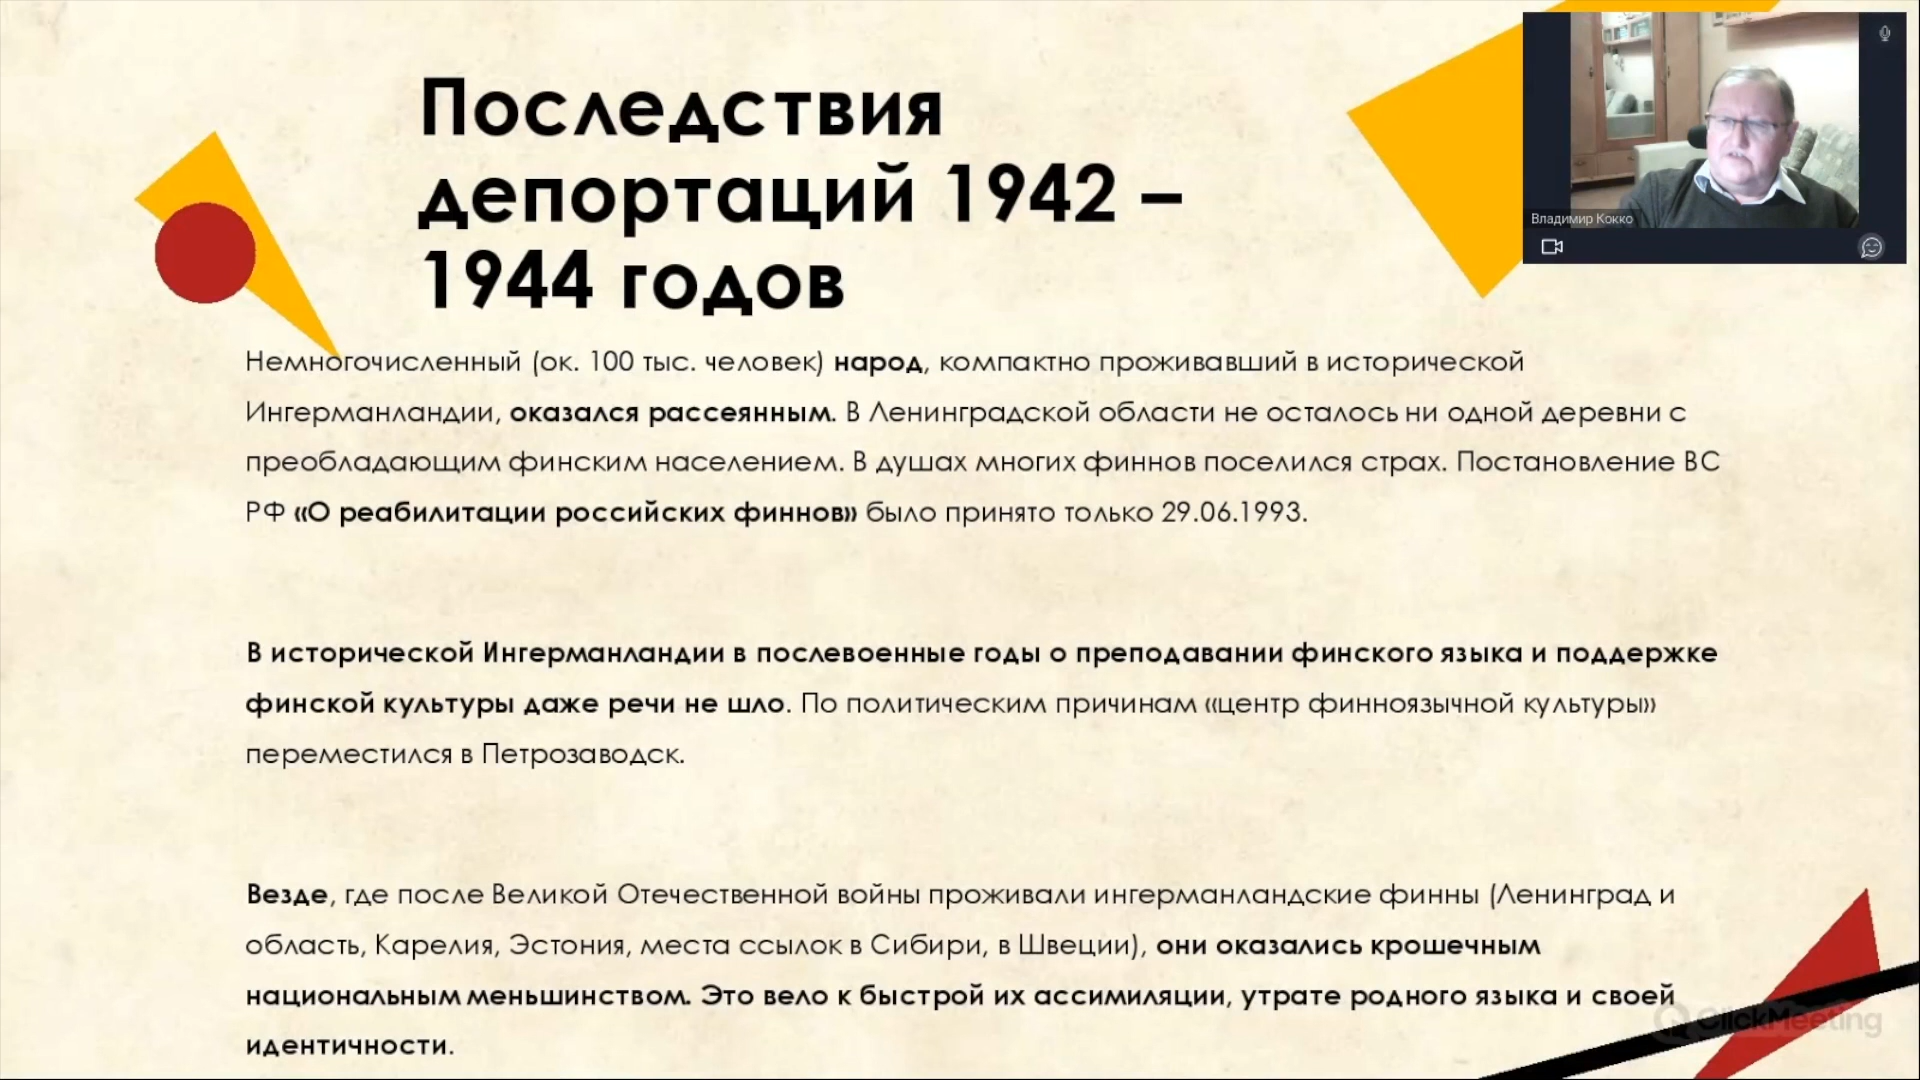 Последствия
депортаций 1942 –
1944 годов
Владимир Кокко
Немногочисленный (ок. 100 тыс. человек) народ, компактно проживавший в исторической
Ингерманландии, оказался рассеянным. В Ленинградской области не осталось ни одной деревни с
преобладающим финским населением. В душах многих финнов поселился страх. Постановление ВС
РФ «О реабилитации российских финнов» было принято только 29.06.1993.
В исторической Ингерманландии в послевоенные годы о преподавании финского языка и поддержке
финской культуры даже речи не шло. По политическим причинам «центр финноязычной культуры»
переместился в Петрозаводск.
Везде, где после Великой Отечественной войны проживали ингерманландские финны (Ленинград и
область, Карелия, Эстония, места ссылок в Сибири, в Швеции), они оказались крошечным
национальным меньшинством. Это вело к быстрой их ассимиляции, утрате родного языка и своей
идентичности.
ClickMeeting